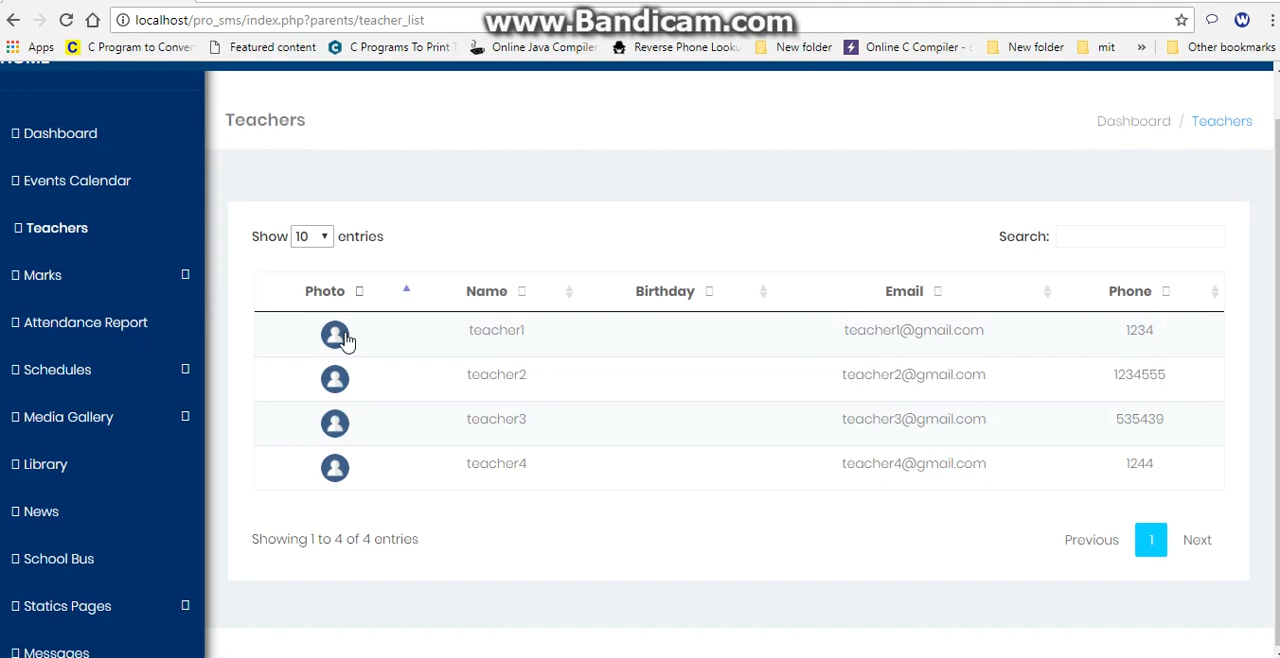 localhost/pro_sms/index.php?parents/teacher_list
www.Bandicam.com
W
Apps
C Program to Conver
Featured content
C Programs To Print
Online Java Compiler
Reverse Phone Looku
New folder
Online C Compiler -
New folder
mit
»
Other bookmarks
HOME
Dashboard
Events Calendar
Teachers
Marks
Attendance Report
Schedules
Media Gallery
Library
News
School Bus
Statics Pages
Messages
Teachers
Dashboard / Teachers
Show 10 entries
Search:
Photo Name Birthday Email Phone
teacher1 teacher1@gmail.com 1234
teacher2 teacher2@gmail.com 1234555
teacher3 teacher3@gmail.com 535439
teacher4 teacher4@gmail.com 1244
Showing 1 to 4 of 4 entries
Previous 1 Next